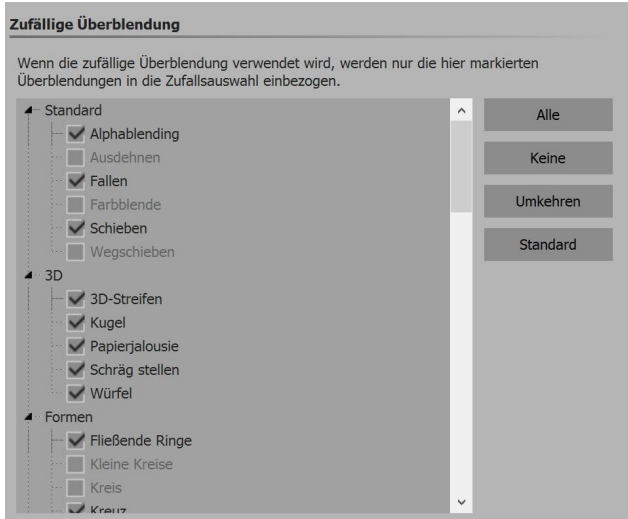 Zufällige Überblendung
Wenn die zufällige Überblendung verwendet wird, werden nur die hier markierten
Überblendungen in die Zufallsauswahl einbezogen.
Standard
Alphablending
Ausdehnen
Fallen
Farbblende
Schieben
Wegschieben
3D
3D-Streifen
Kugel
Papierjalousie
Schräg stellen
Würfel
Formen
Fließende Ringe
Kleine Kreise
Kreis
Kreuz
Alle
Keine
Umkehren
Standard